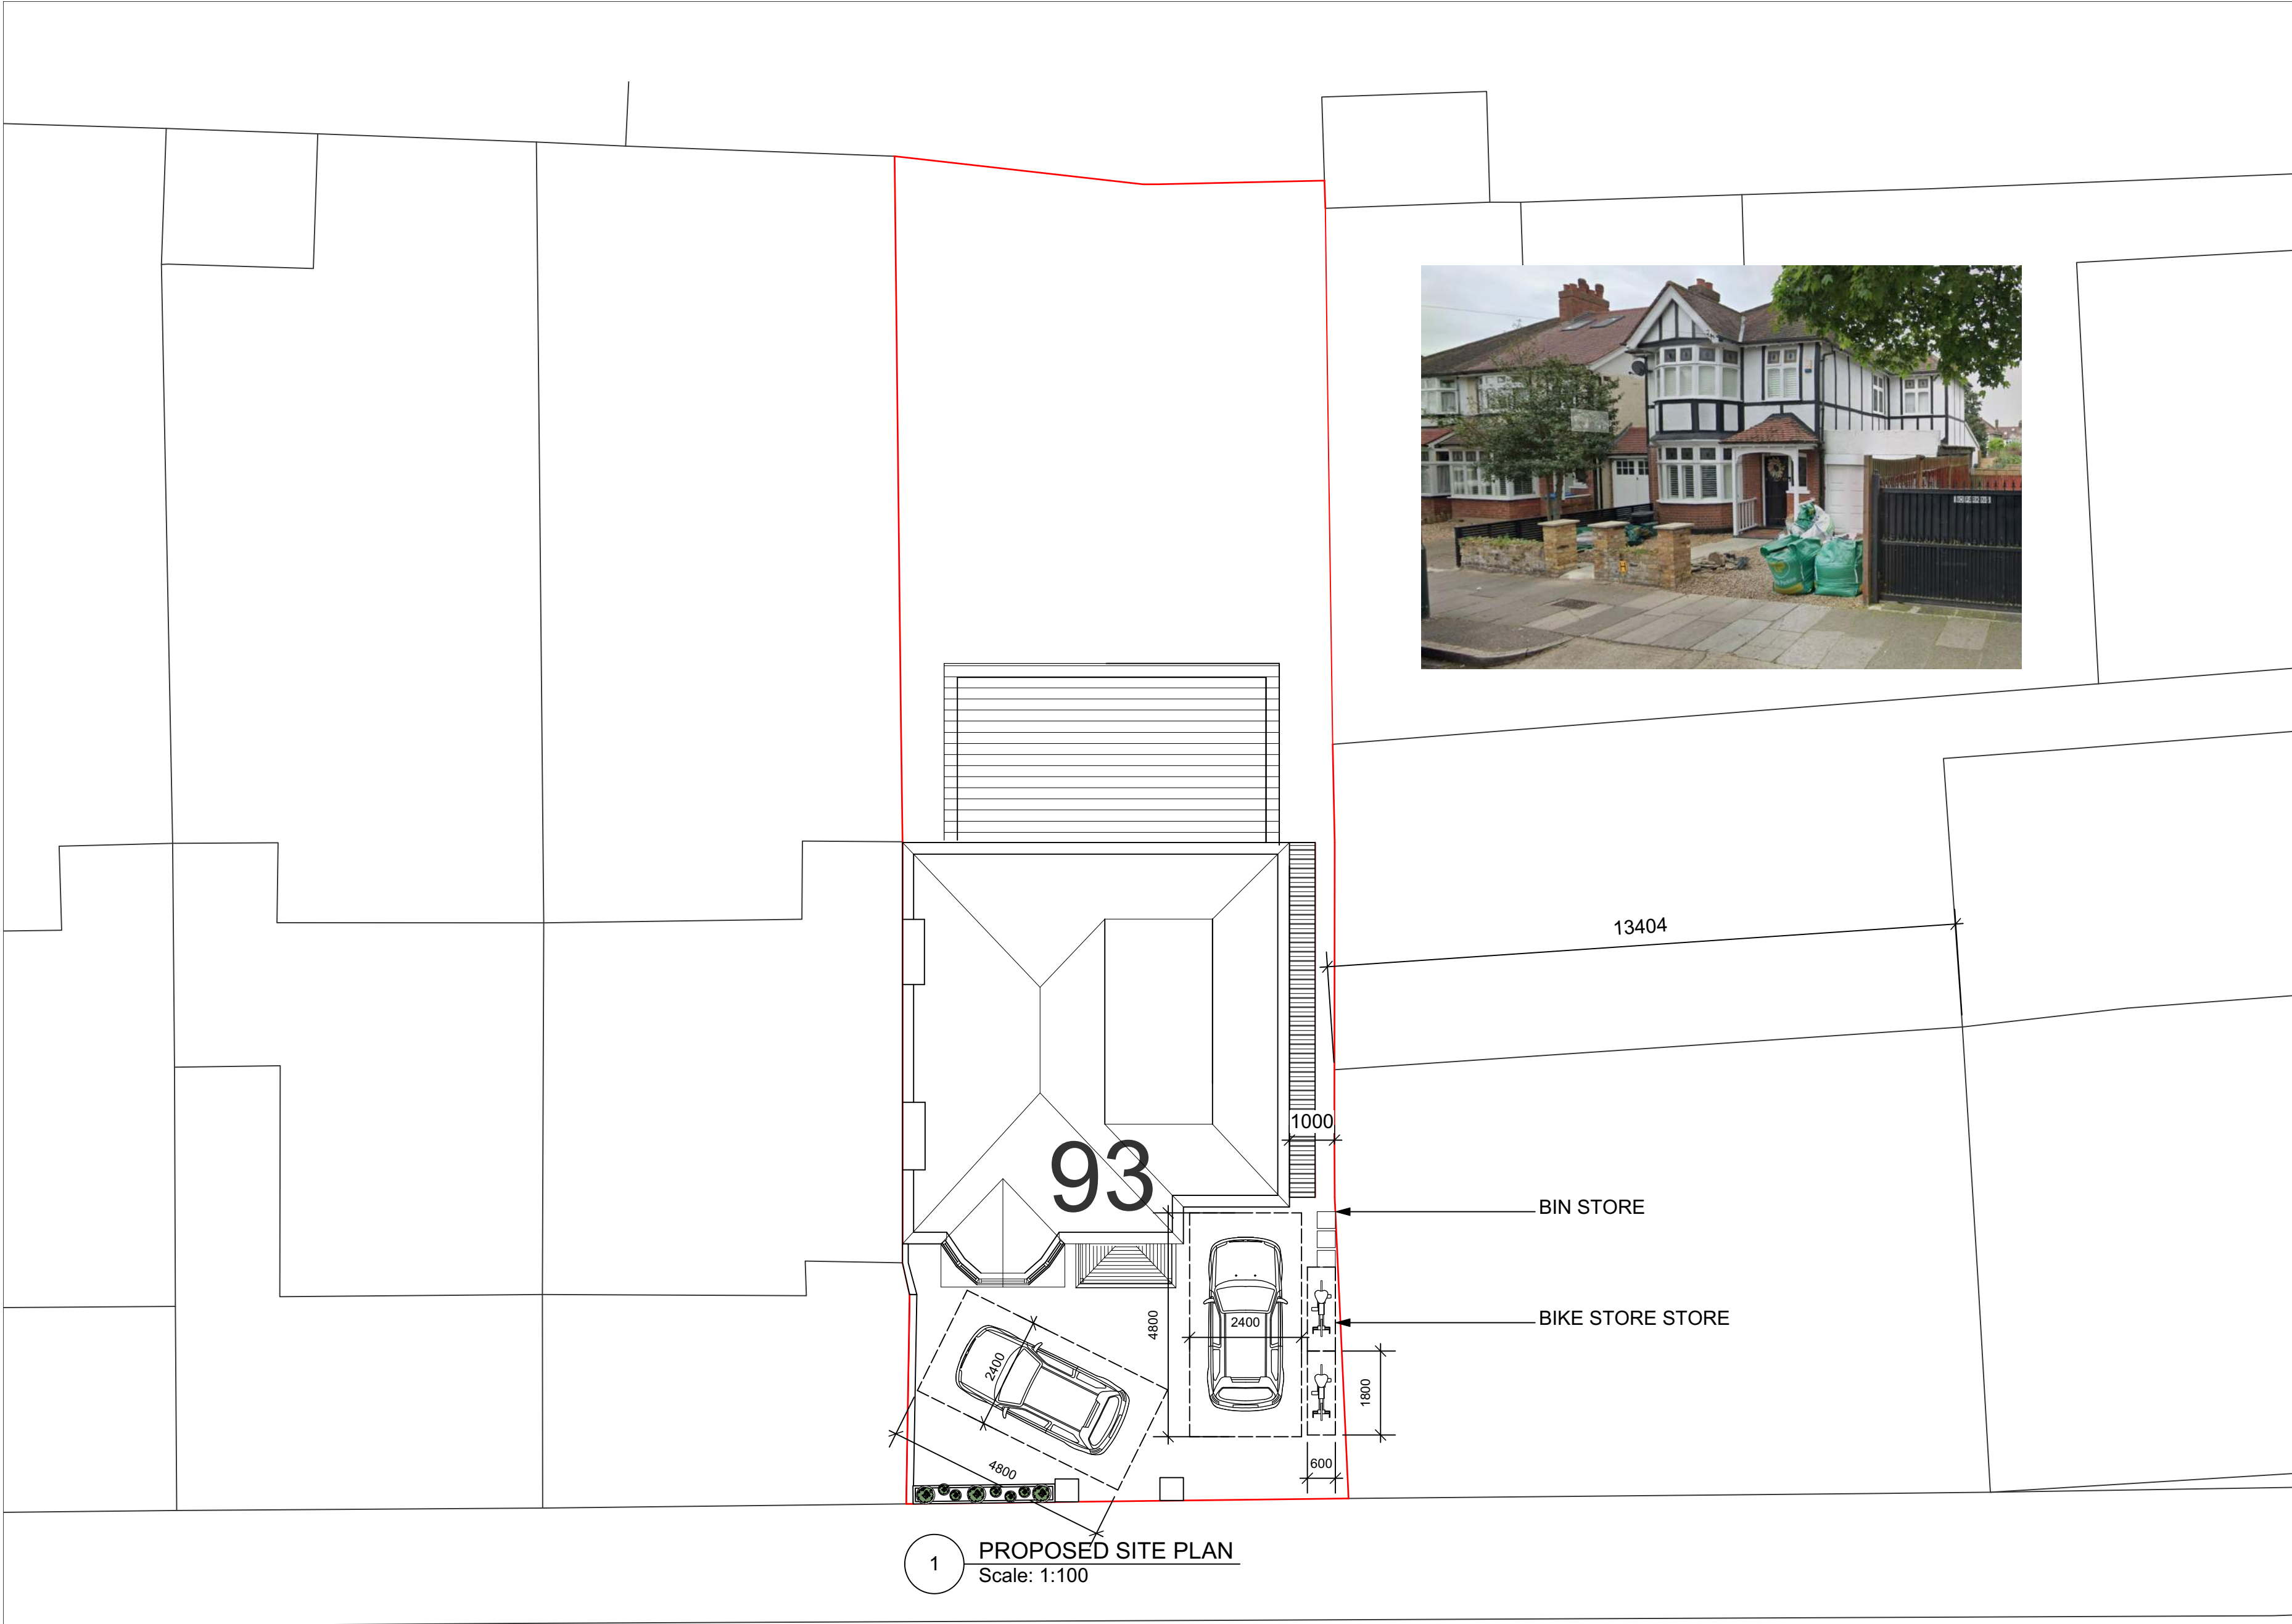 13404
1000
93
BIN STORE
BIKE STORE STORE
4800
2400
2400
1800
4800
600
1
PROPOSED SITE PLAN
Scale: 1:100